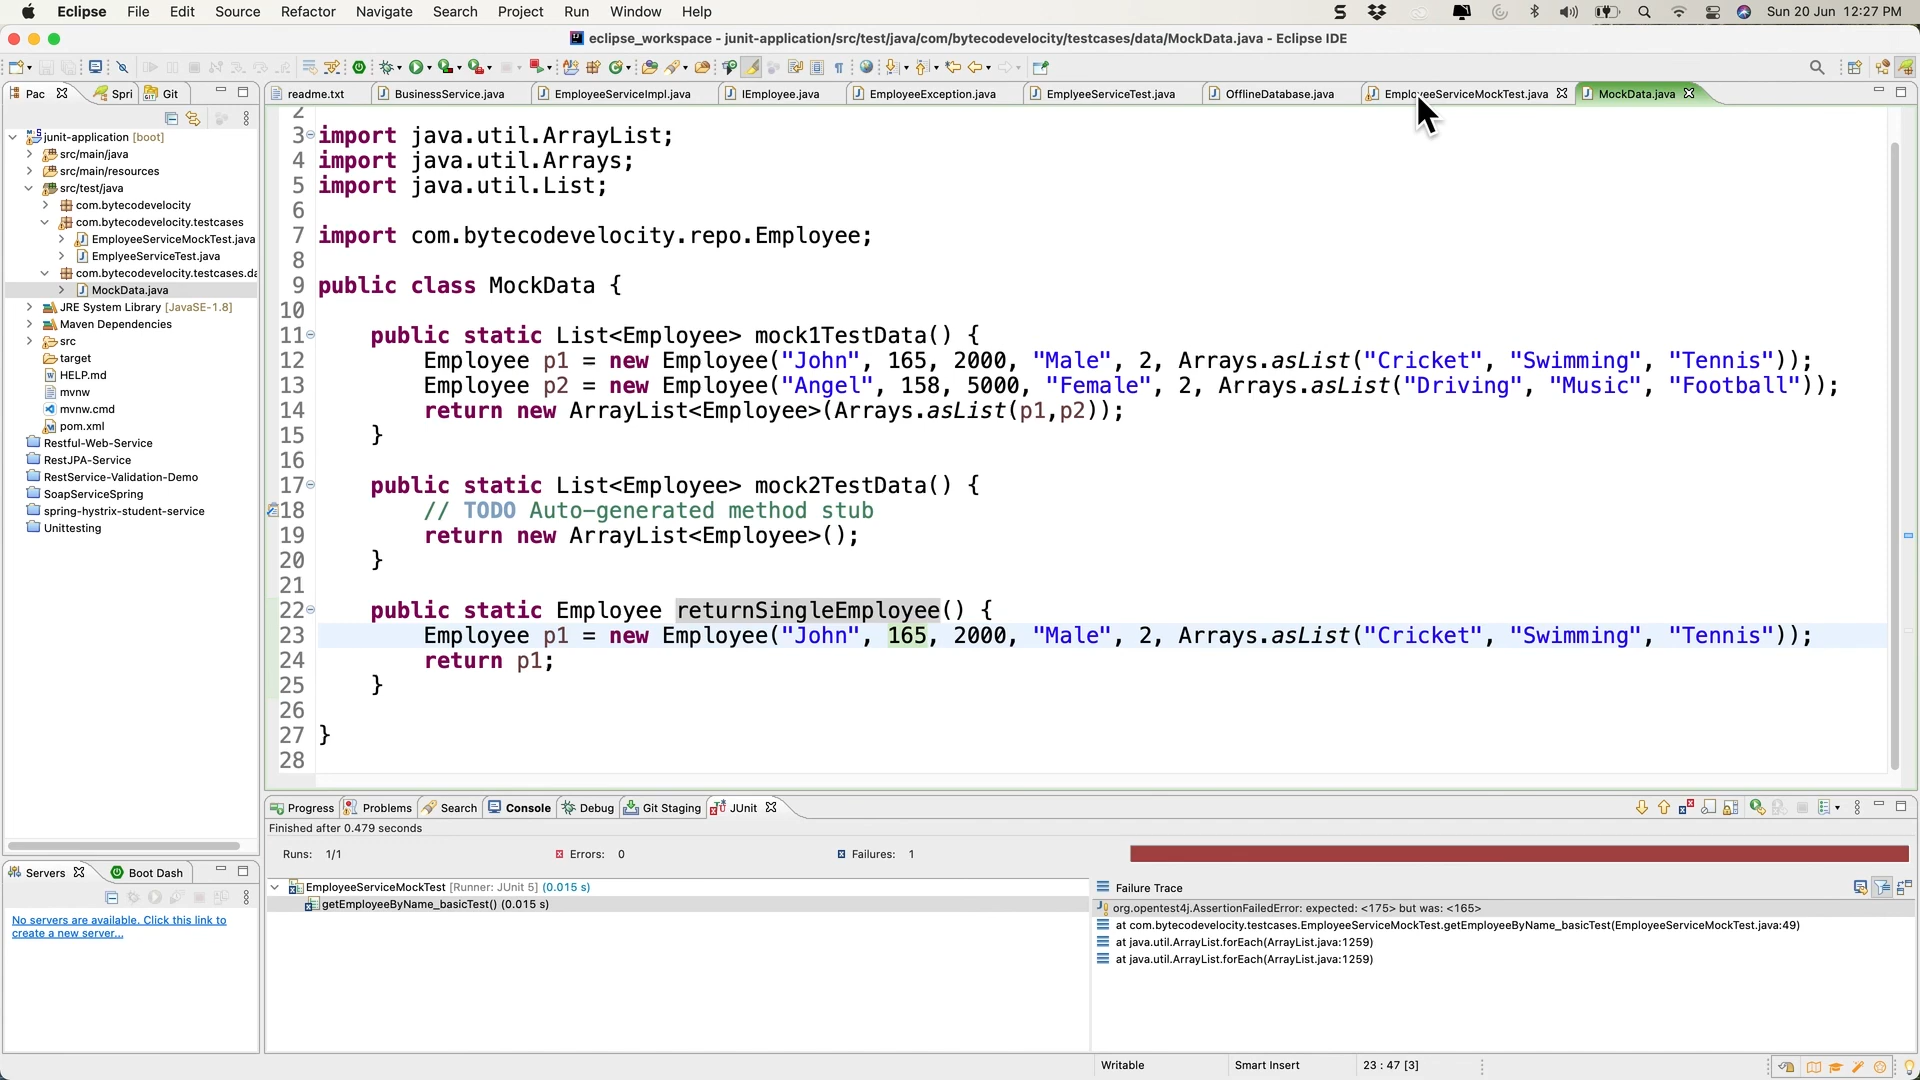 Eclipse File Edit Source Refactor Navigate Search Project Run Window Help Sun 20 Jun 12:27 PM
eclipse_workspace - junit-application/src/test/java/com/bytecodevelocity/testcases/data/MockData.java - Eclipse IDE
Pac Spri Git
readme.txt BusinessService.java EmployeeServiceImpl.java IEmployee.java EmployeeException.java EmplyeeServiceTest.java OfflineDatabase.java EmployeeServiceMockTest.java MockData.java
junit-application [boot]
src/main/java
src/main/resources
src/test/java
com.bytecodevelocity
com.bytecodevelocity.testcases
EmployeeServiceMockTest.java
EmplyeeServiceTest.java
com.bytecodevelocity.testcases.da
MockData.java
JRE System Library [JavaSE-1.8]
Maven Dependencies
src
target
HELP.md
mvnw
mvnw.cmd
pom.xml
Restful-Web-Service
RestJPA-Service
RestService-Validation-Demo
SoapServiceSpring
spring-hystrix-student-service
Unittesting
2
3 import java.util.ArrayList;
4 import java.util.Arrays;
5 import java.util.List;
6
7 import com.bytecodevelocity.repo.Employee;
8
9 public class MockData {
10
11 public static List<Employee> mock1TestData() {
12 Employee p1 = new Employee("John", 165, 2000, "Male", 2, Arrays.asList("Cricket", "Swimming", "Tennis"));
13 Employee p2 = new Employee("Angel", 158, 5000, "Female", 2, Arrays.asList("Driving", "Music", "Football"));
14 return new ArrayList<Employee>(Arrays.asList(p1,p2));
15 }
16
17 public static List<Employee> mock2TestData() {
18 // TODO Auto-generated method stub
19 return new ArrayList<Employee>();
20 }
21
22 public static Employee returnSingleEmployee() {
23 Employee p1 = new Employee("John", 165, 2000, "Male", 2, Arrays.asList("Cricket", "Swimming", "Tennis"));
24 return p1;
25 }
26
27 }
28
Servers Boot Dash
No servers are available. Click this link to
create a new server...
Progress Problems Search Console Debug Git Staging JUnit
Finished after 0.479 seconds
Runs: 1/1 Errors: 0 Failures: 1
EmployeeServiceMockTest [Runner: JUnit 5] (0.015 s)
getEmployeeByName_basicTest() (0.015 s)
Failure Trace
org.opentest4j.AssertionFailedError: expected: <175> but was: <165>
at com.bytecodevelocity.testcases.EmployeeServiceMockTest.getEmployeeByName_basicTest(EmployeeServiceMockTest.java:49)
at java.util.ArrayList.forEach(ArrayList.java:1259)
at java.util.ArrayList.forEach(ArrayList.java:1259)
Writable Smart Insert 23 : 47 [3]